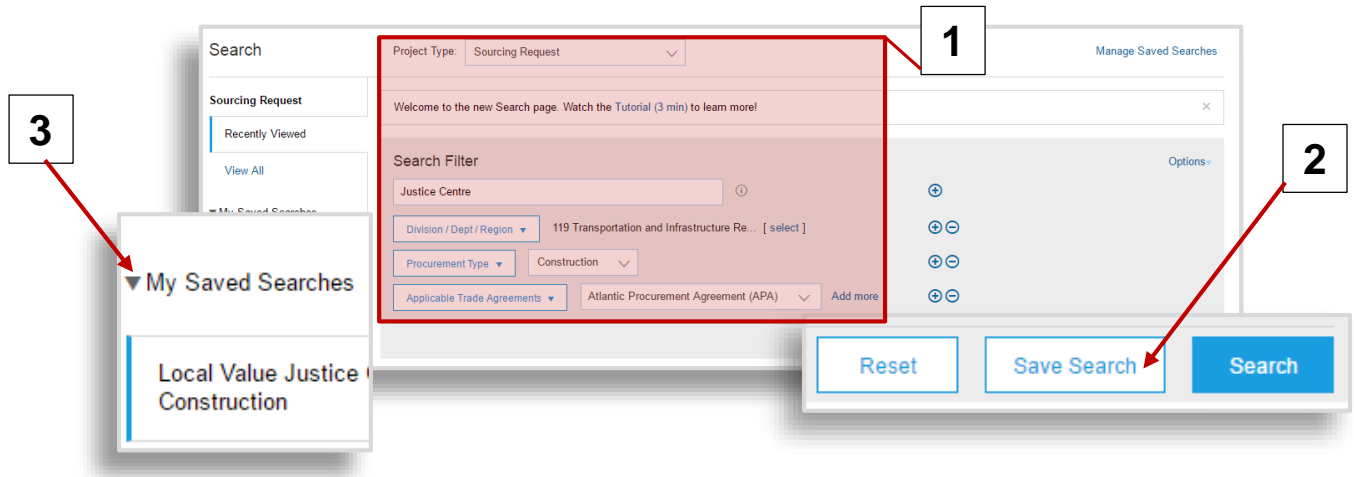 1
Search
Project Type: Sourcing Request
Manage Saved Searches
Sourcing Request
Welcome to the new Search page. Watch the Tutorial (3 min) to learn more!
3
Recently Viewed
View All
Search Filter
Options
2
Justice Centre
My Saved Searches
Division / Dept / Region 119 Transportation and Infrastructure Re... [ select ]
Procurement Type Construction
Applicable Trade Agreements Atlantic Procurement Agreement (APA) Add more
My Saved Searches
Local Value Justice
Construction
Reset Save Search Search